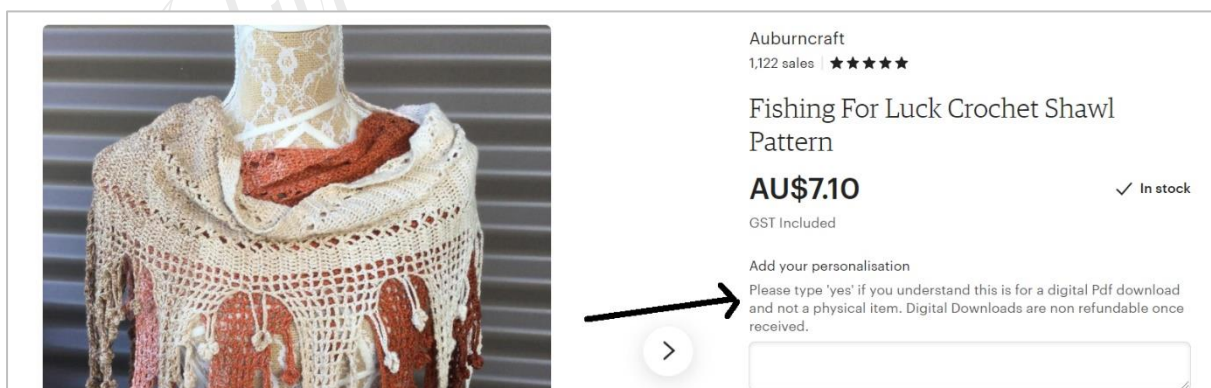 Auburncraft
1,122 sales | ★★★★★
Fishing For Luck Crochet Shawl
Pattern
AU$7.10
✓ In stock
GST Included
Add your personalisation
Please type 'yes' if you understand this is for a digital Pdf download
and not a physical item. Digital Downloads are non refundable once
received.